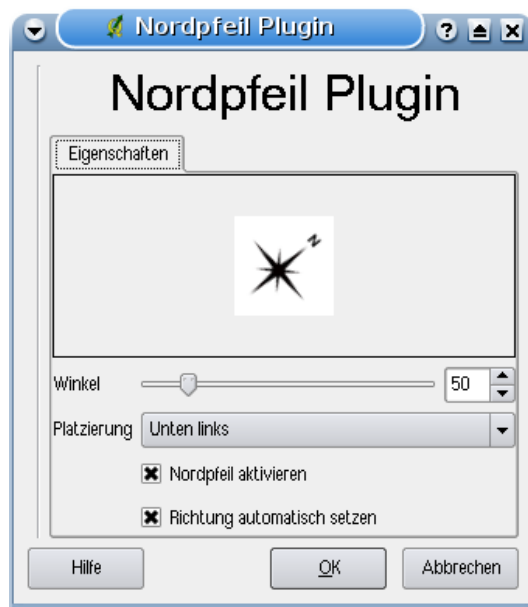 Nordpfeil Plugin
Nordpfeil Plugin
Eigenschaften
N
Winkel 50
Platzierung Unten links
Nordpfeil aktivieren
Richtung automatisch setzen
Hilfe OK Abbrechen